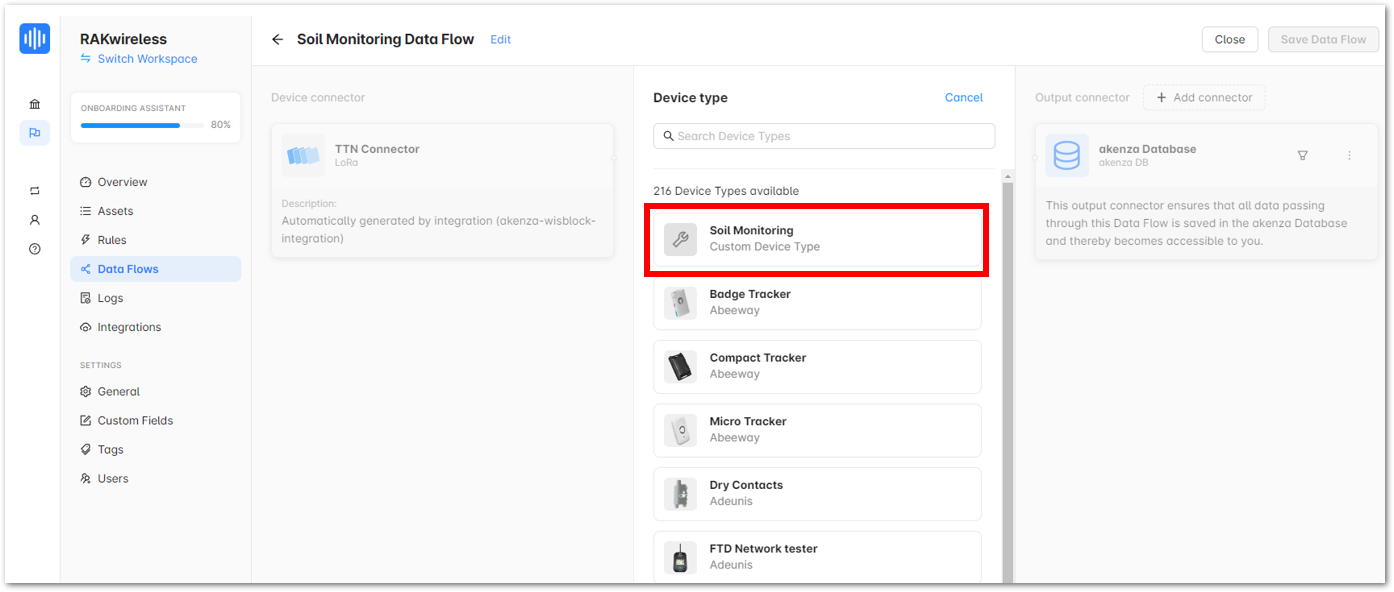 RAKwireless
Switch Workspace
ONBOARDING ASSISTANT
80%
Overview
Assets
Rules
Data Flows
Logs
Integrations
SETTINGS
General
Custom Fields
Tags
Users
Soil Monitoring Data Flow Edit
Close Save Data Flow
Device connector
TTN Connector
LoRa
Description:
Automatically generated by integration (akenza-wisblock-
integration)
Device type Cancel
Search Device Types
216 Device Types available
Soil Monitoring
Custom Device Type
Badge Tracker
Abeeway
Compact Tracker
Abeeway
Micro Tracker
Abeeway
Dry Contacts
Adeunis
FTD Network tester
Adeunis
Output connector + Add connector
akenza Database
akenza DB
This output connector ensures that all data passing
through this Data Flow is saved in the akenza Database
and thereby becomes accessible to you.